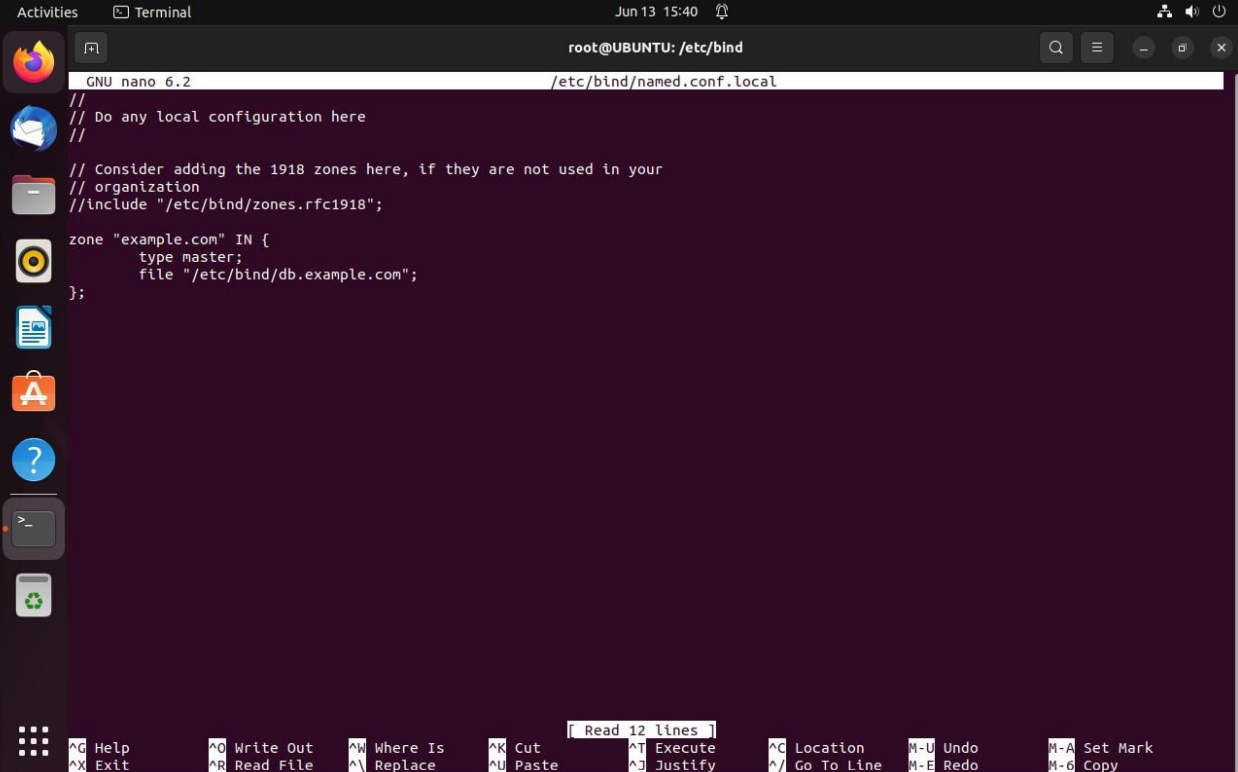 Activities Terminal Jun 13 15:40
root@UBUNTU: /etc/bind
GNU nano 6.2 /etc/bind/named.conf.local
//
// Do any local configuration here
//
// Consider adding the 1918 zones here, if they are not used in your
// organization
//include "/etc/bind/zones.rfc1918";
zone "example.com" IN {
        type master;
        file "/etc/bind/db.example.com";
};
[ Read 12 lines ]
^G Help ^O Write Out ^W Where Is ^K Cut ^T Execute ^C Location M-U Undo M-A Set Mark
^X Exit ^R Read File ^\ Replace ^U Paste ^J Justify ^/ Go To Line M-E Redo M-6 Copy